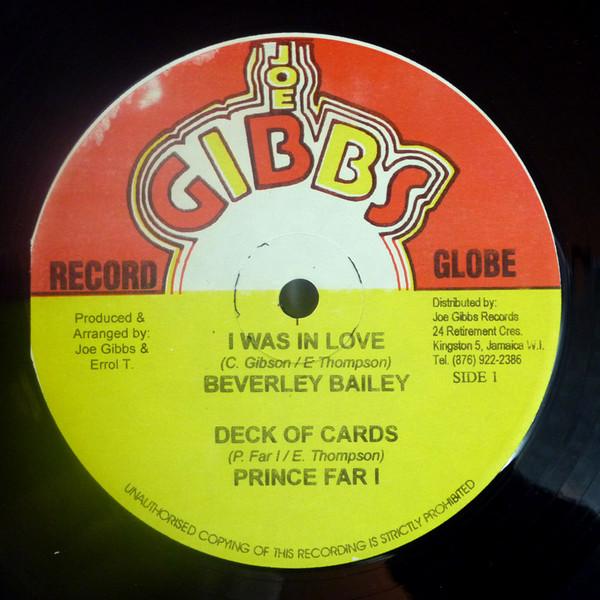 JOE
GIBBS
RECORD
GLOBE
Produced &
Arranged by:
Joe Gibbs &
Errol T.
Distributed by:
Joe Gibbs Records
24 Retirement Cres.
Kingston 5, Jamaica W.I.
Tel. (876) 922-2386
SIDE 1
I WAS IN LOVE
(C. Gibson / E Thompson)
BEVERLEY BAILEY
DECK OF CARDS
(P. Far I / E. Thompson)
PRINCE FAR I
UNAUTHORISED COPYING OF THIS RECORDING IS STRICTLY PROHIBITED